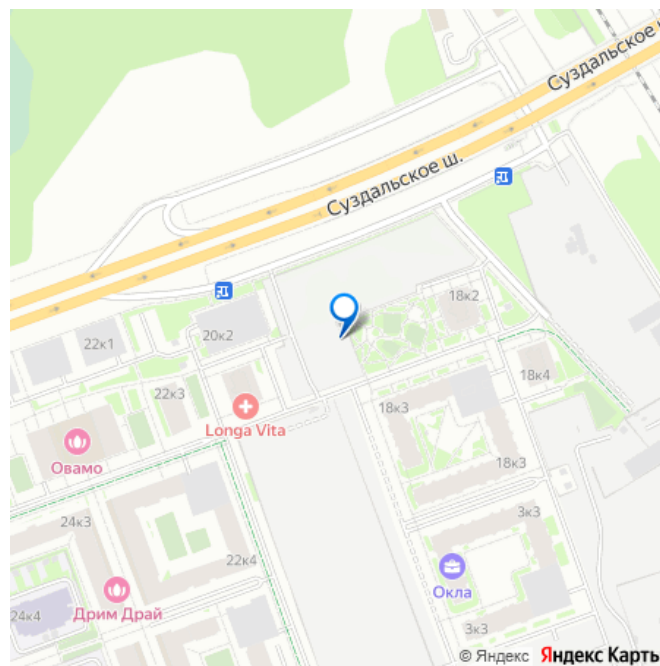 Суздальское
Суздальское ш.
18к2
20к2
22к1
18к4
22к3
18к3
Longa Vita
Овамо
18к3
24к3
3к3
22к4
Окла
24к4
Дрим Драй
3к3
© Яндекс Яндекс Карты